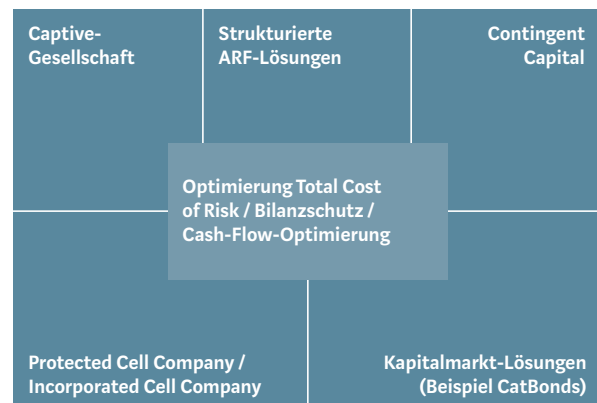 Captive-
Gesellschaft
Strukturierte
ARF-Lösungen
Contingent
Capital
Optimierung Total Cost
of Risk / Bilanzschutz /
Cash-Flow-Optimierung
Protected Cell Company /
Incorporated Cell Company
Kapitalmarkt-Lösungen
(Beispiel CatBonds)